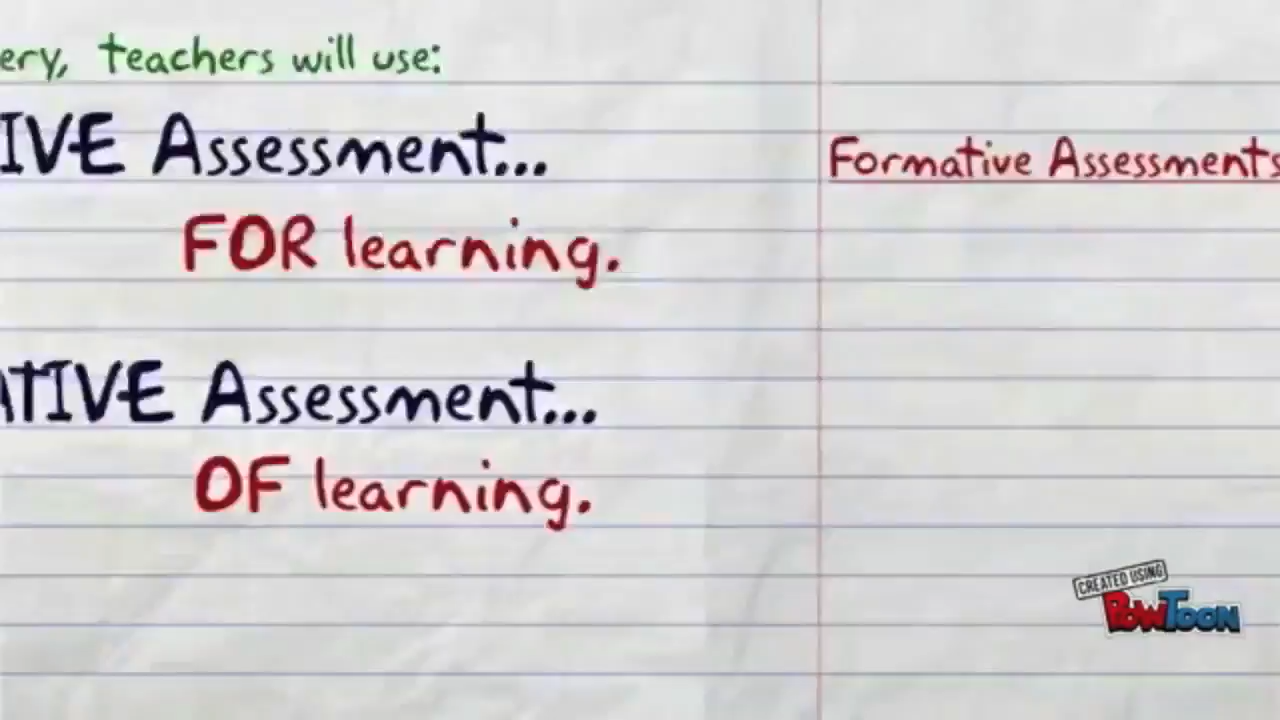 ery, teachers will use:
IVE Assessment...
FOR learning.
ATIVE Assessment...
OF learning.
Formative Assessments
CREATED USING
POWTOON